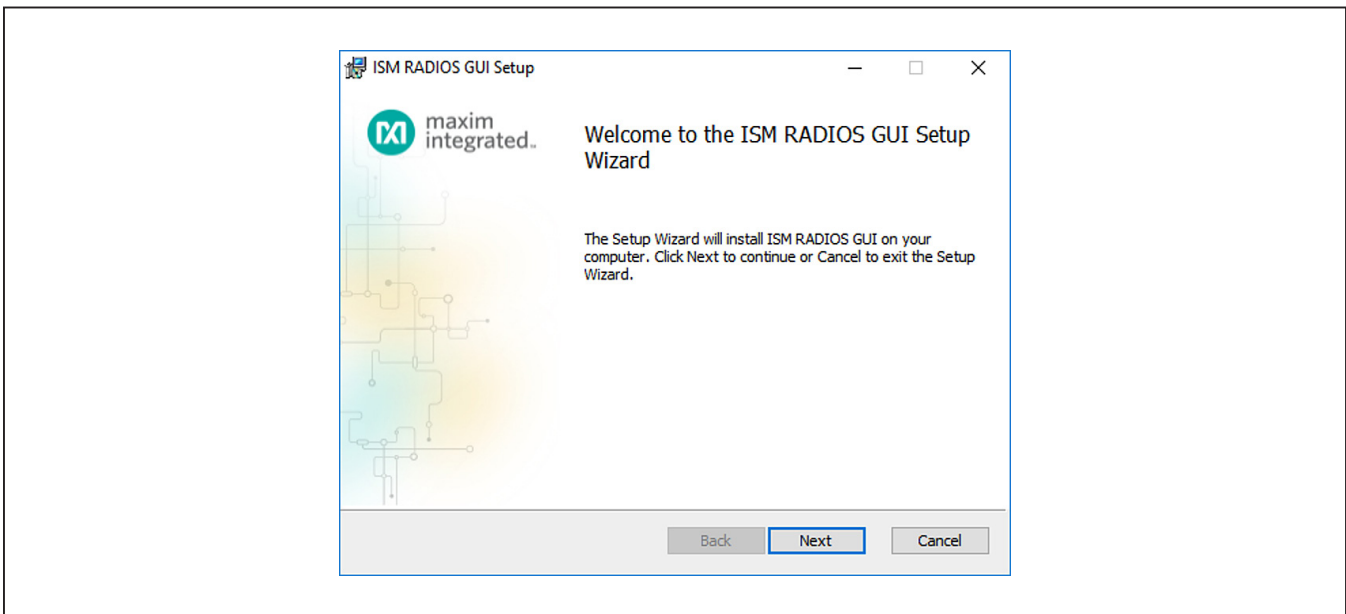 ISM RADIOS GUI Setup
maxim
integrated™
Welcome to the ISM RADIOS GUI Setup
Wizard
The Setup Wizard will install ISM RADIOS GUI on your
computer. Click Next to continue or Cancel to exit the Setup
Wizard.
Back
Next
Cancel